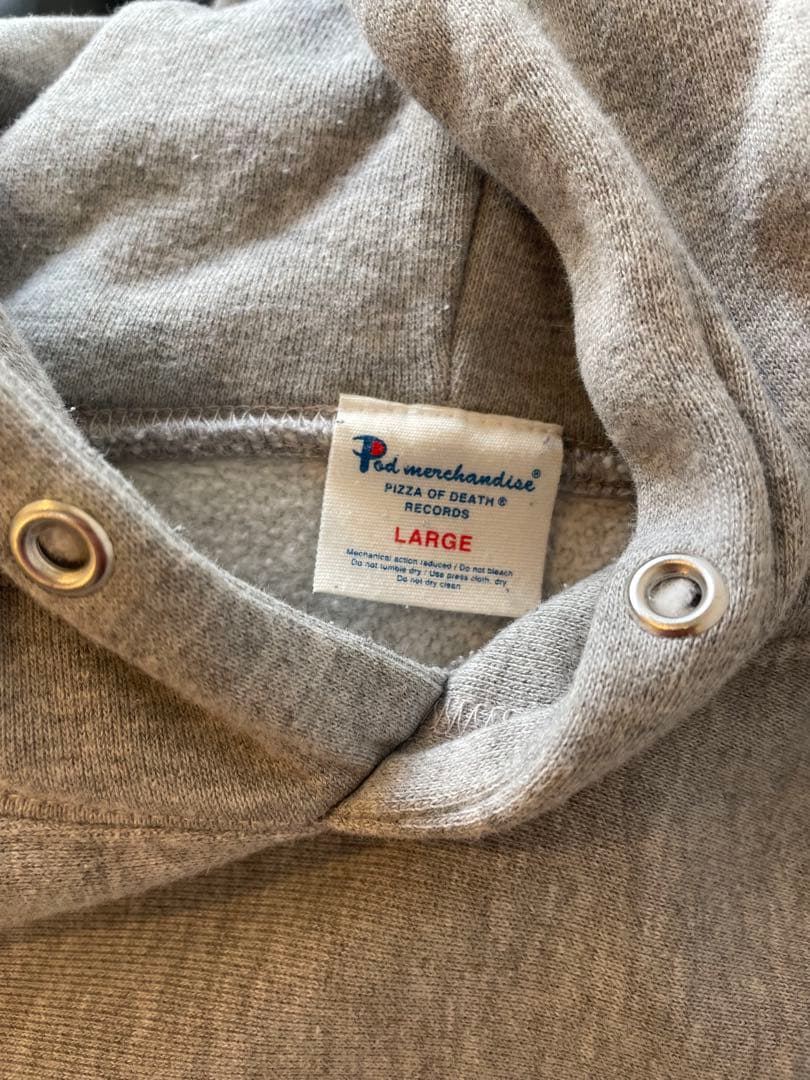 Pod merchandise®
PIZZA OF DEATH ®
RECORDS
LARGE
Mechanical action reduced / Do not bleach
Do not tumble dry / Use press cloth. dry
Do not dry clean